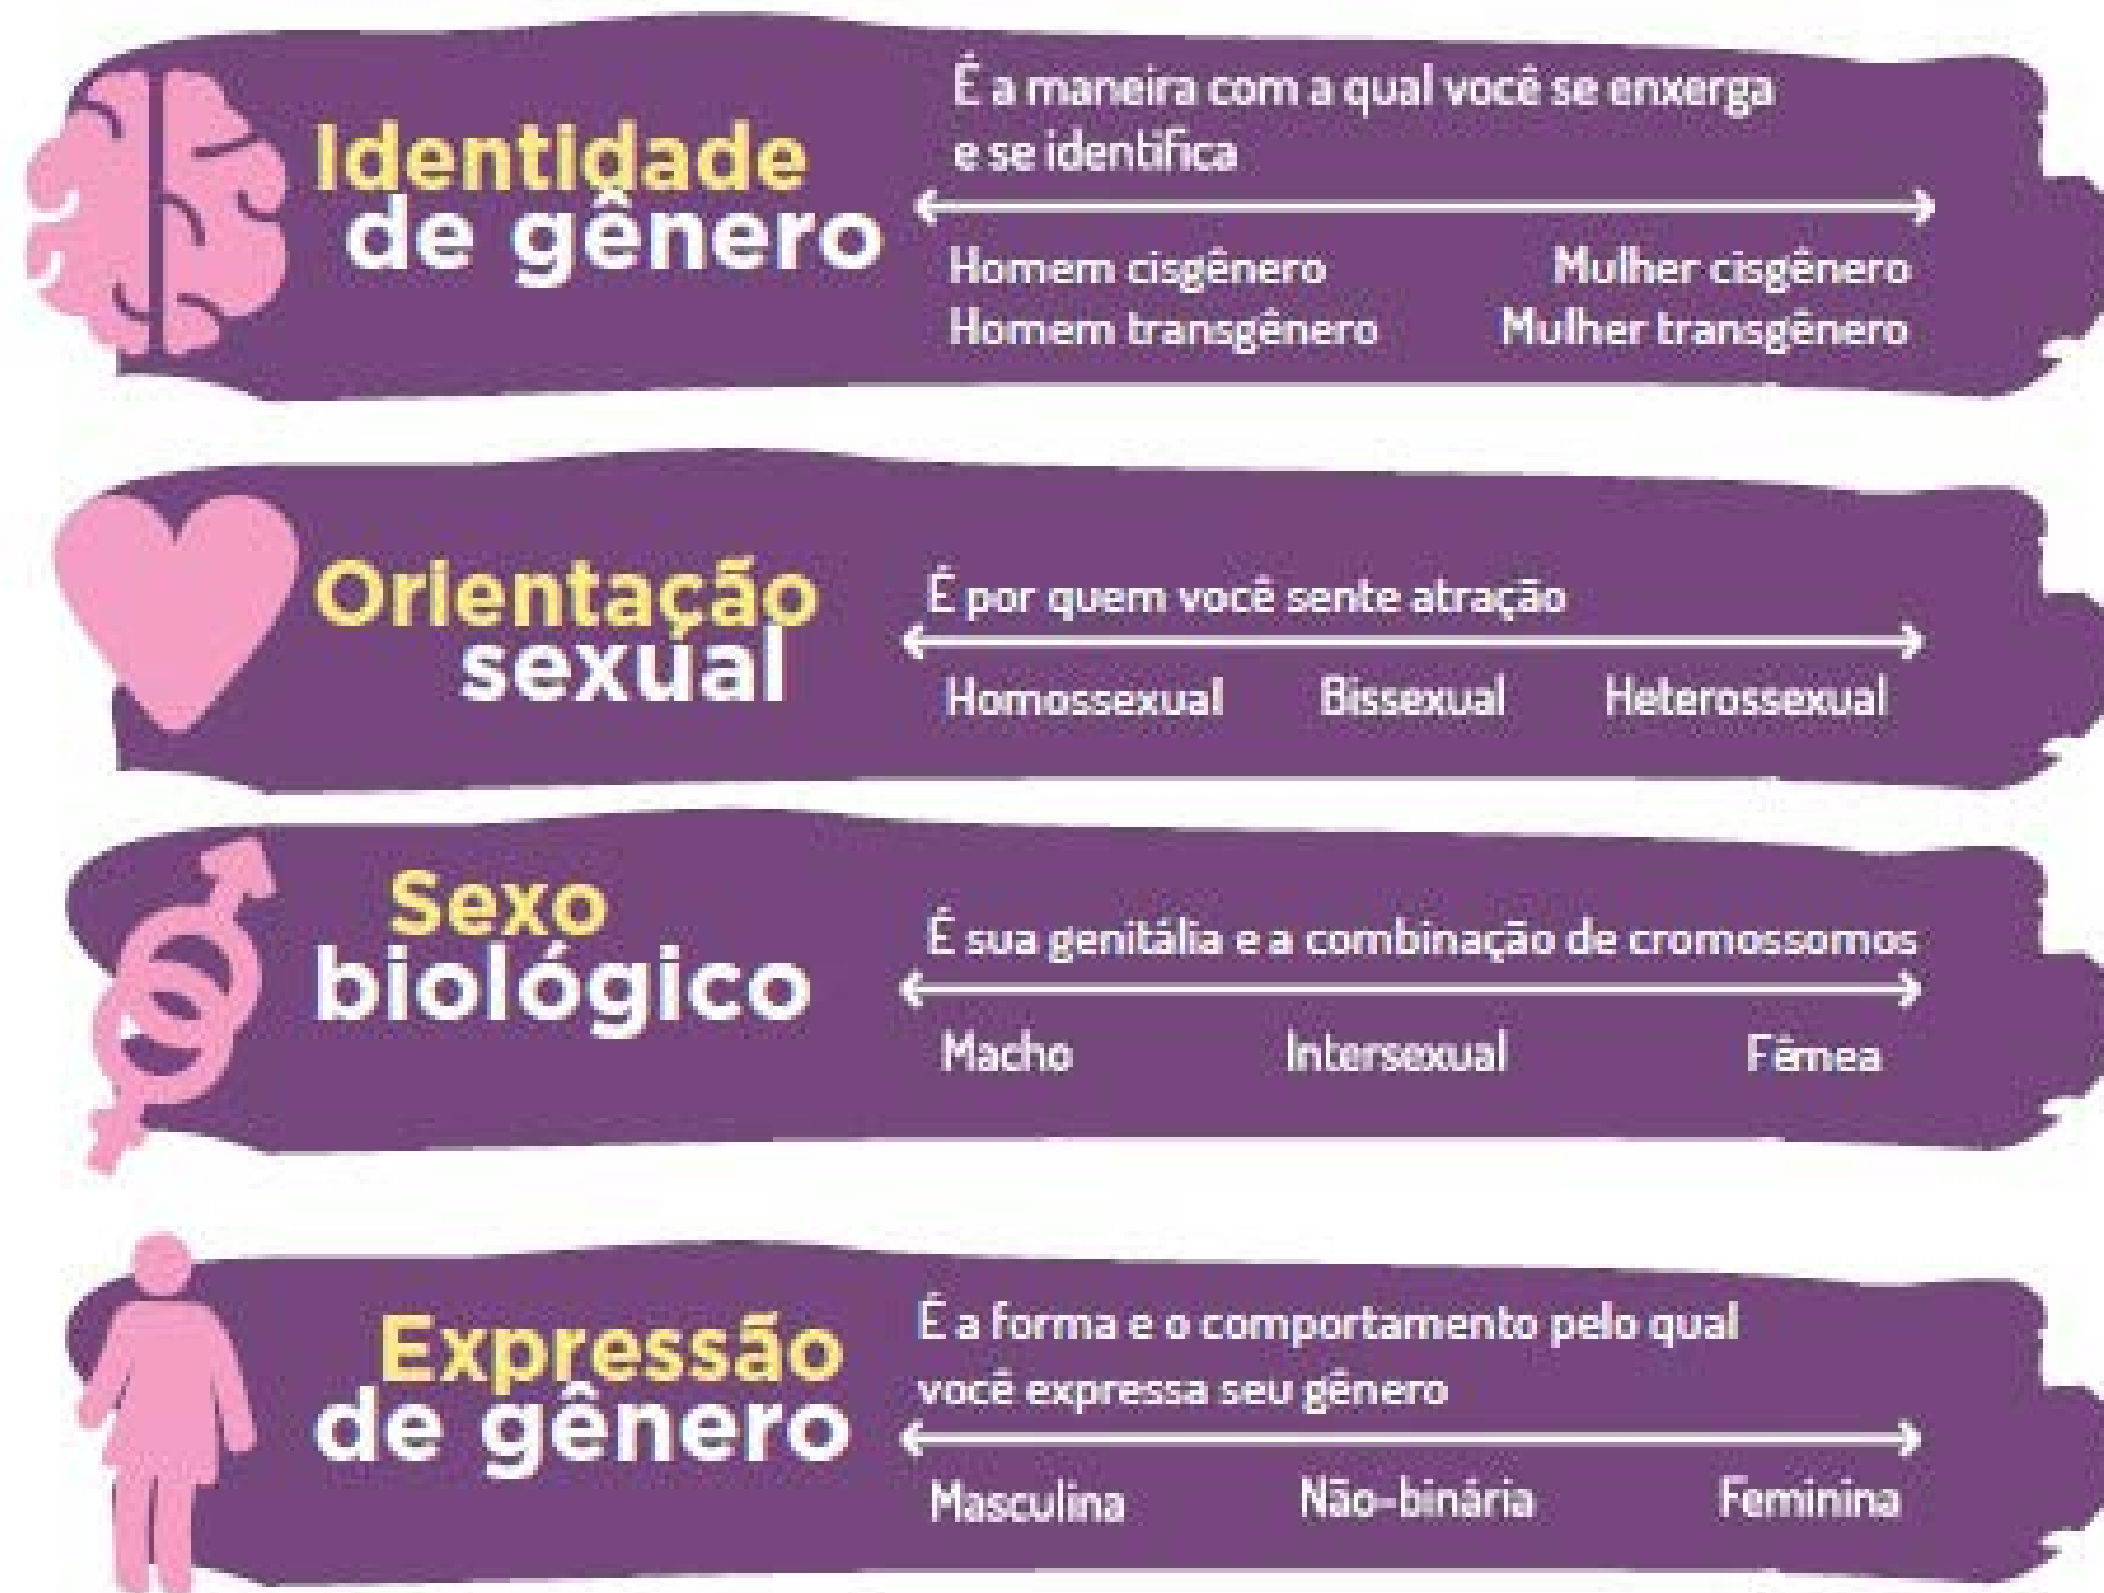 Identidade
de gênero
É a maneira com a qual você se enxerga
e se identifica
Homem cisgênero Mulher cisgênero
Homem transgênero Mulher transgênero
Orientação
sexual
É por quem você sente atração
Homossexual Bissexual Heterossexual
Sexo
biológico
É sua genitália e a combinação de cromossomos
Macho Intersexual Fêmea
Expressão
de gênero
É a forma e o comportamento pelo qual
você expressa seu gênero
Masculina Não-binária Feminina